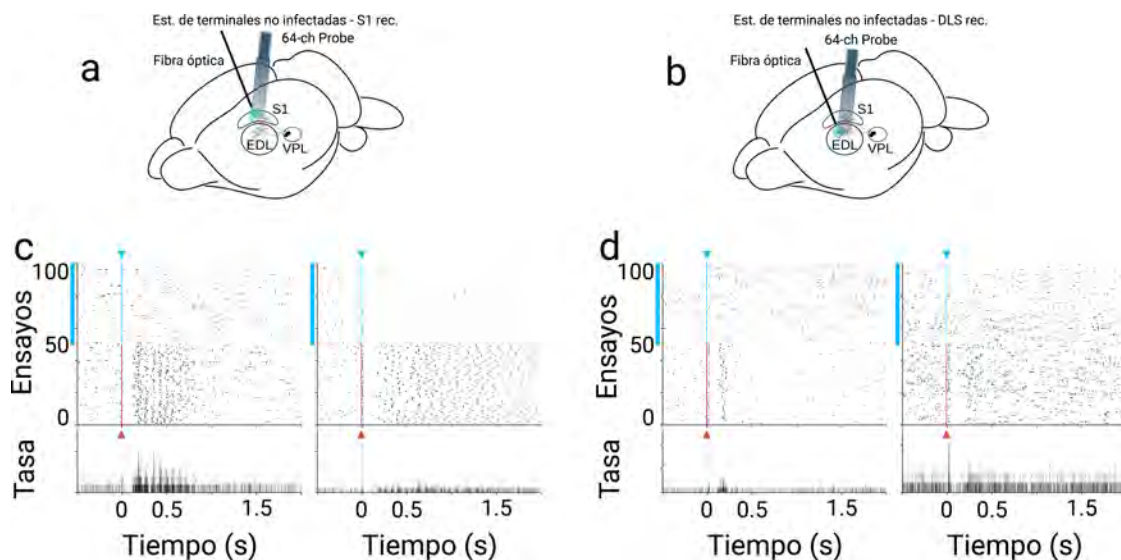 Est. de terminales no infectadas - S1 rec.
64-ch Probe
Fibra óptica
a
S1
EDL
VPL
Est. de terminales no infectadas - DLS rec.
64-ch Probe
Fibra óptica
b
S1
EDL
VPL
c
Ensayos
100
50
0
Tasa
0 0.5 1.5
0 0.5 1.5
Tiempo (s)
Tiempo (s)
d
Ensayos
100
50
0
Tasa
0 0.5 1.5
0 0.5 1.5
Tiempo (s)
Tiempo (s)